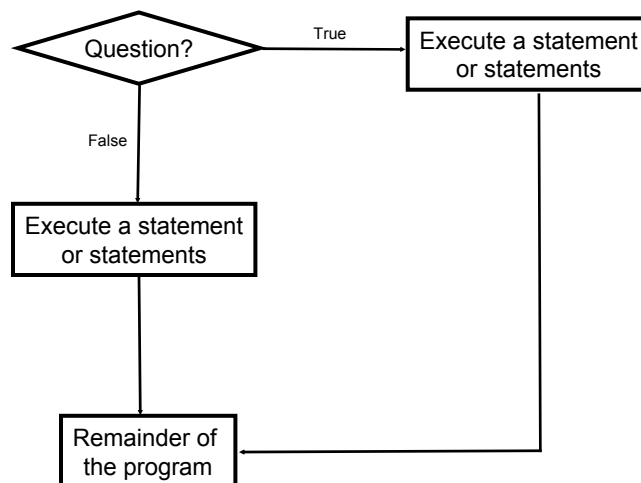 Question?
True
Execute a statement
or statements
False
Execute a statement
or statements
Remainder of
the program